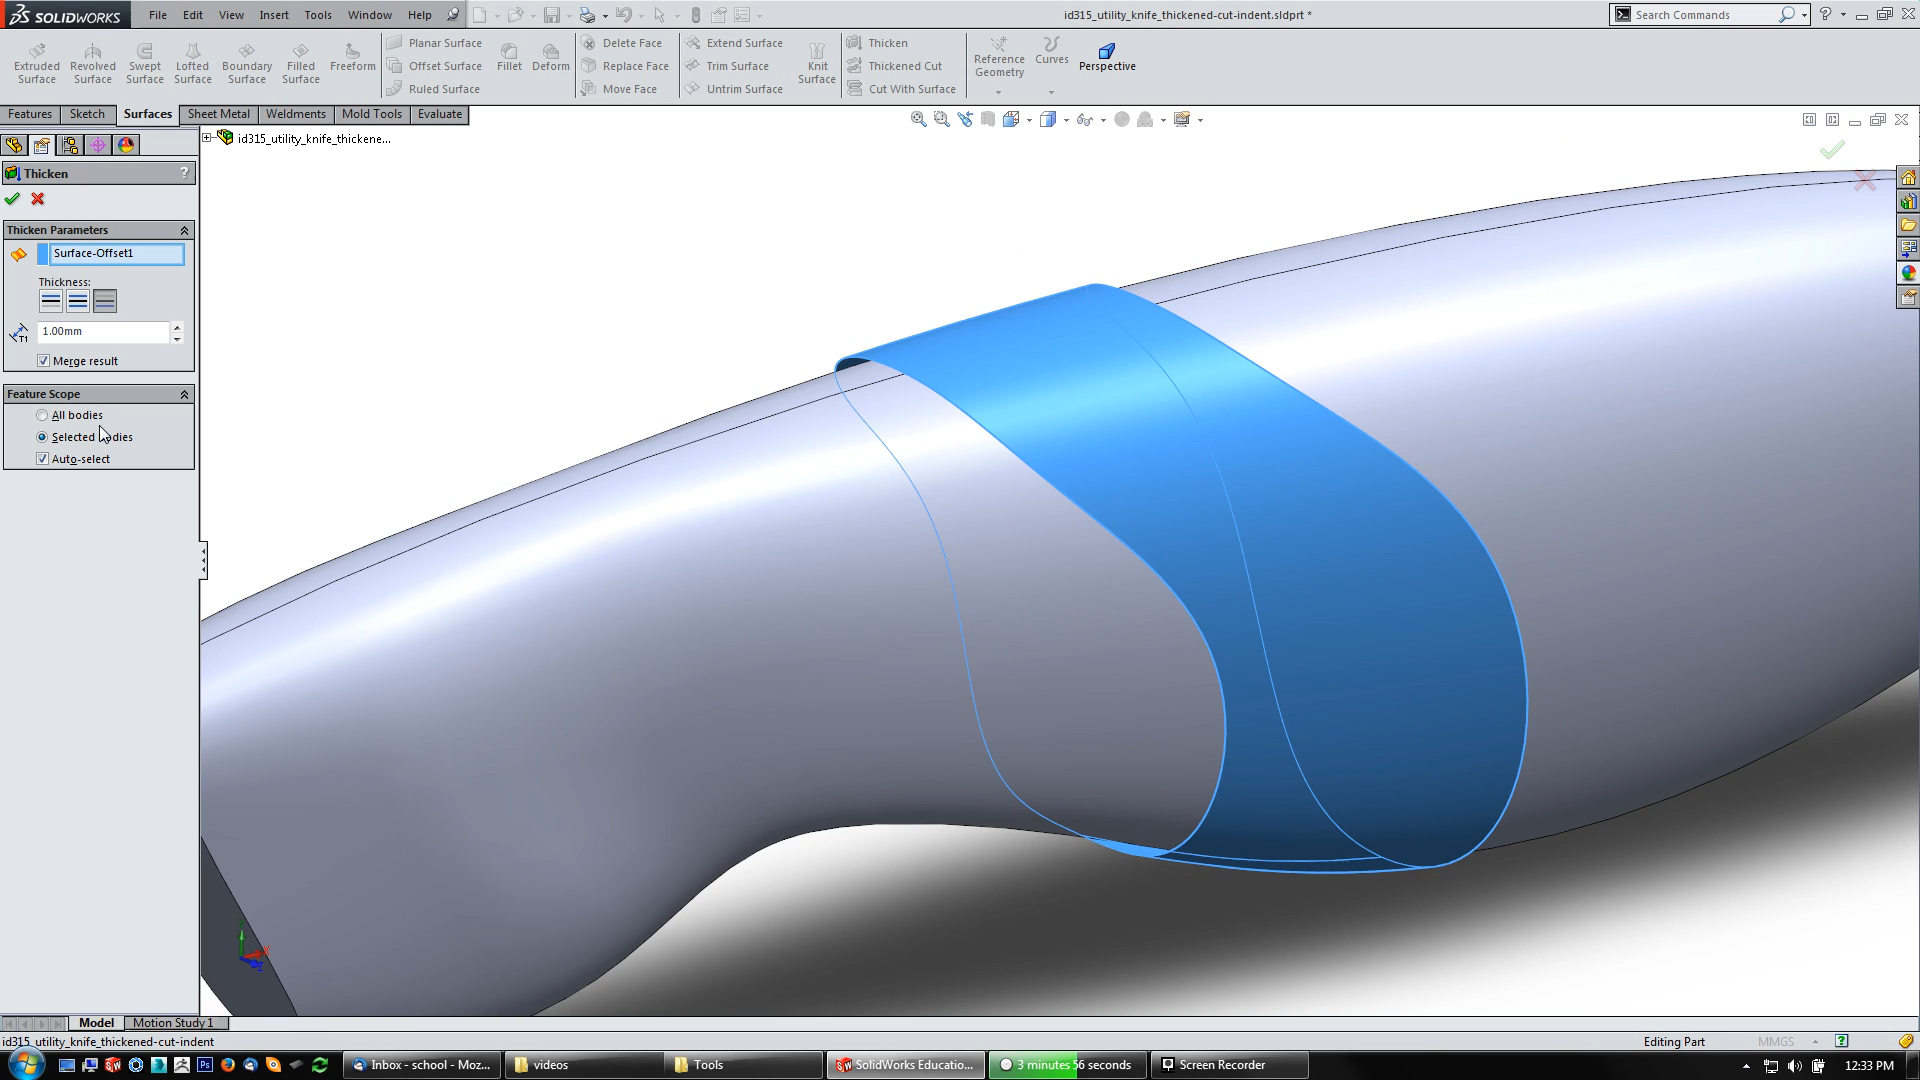 SOLIDWORKS File Edit View Insert Tools Window Help id315_utility_knife_thickened-cut-indent.sldprt * Search Commands
Extruded Surface
Revolved Surface
Swept Surface
Lofted Surface
Boundary Surface
Filled Surface
Freeform
Planar Surface
Offset Surface
Ruled Surface
Fillet
Deform
Delete Face
Replace Face
Move Face
Extend Surface
Trim Surface
Untrim Surface
Knit Surface
Thicken
Thickened Cut
Cut With Surface
Reference Geometry
Curves
Perspective
Features Sketch Surfaces Sheet Metal Weldments Mold Tools Evaluate
id315_utility_knife_thickene...
Thicken ?
Thicken Parameters
Surface-Offset1
Thickness:
T1 1.00mm
Merge result
Feature Scope
All bodies
Selected bodies
Auto-select
Model Motion Study 1
id315_utility_knife_thickened-cut-indent Editing Part MMGS
Inbox - school - Moz... videos Tools SolidWorks Educatio... 3 minutes 56 seconds Screen Recorder 12:33 PM